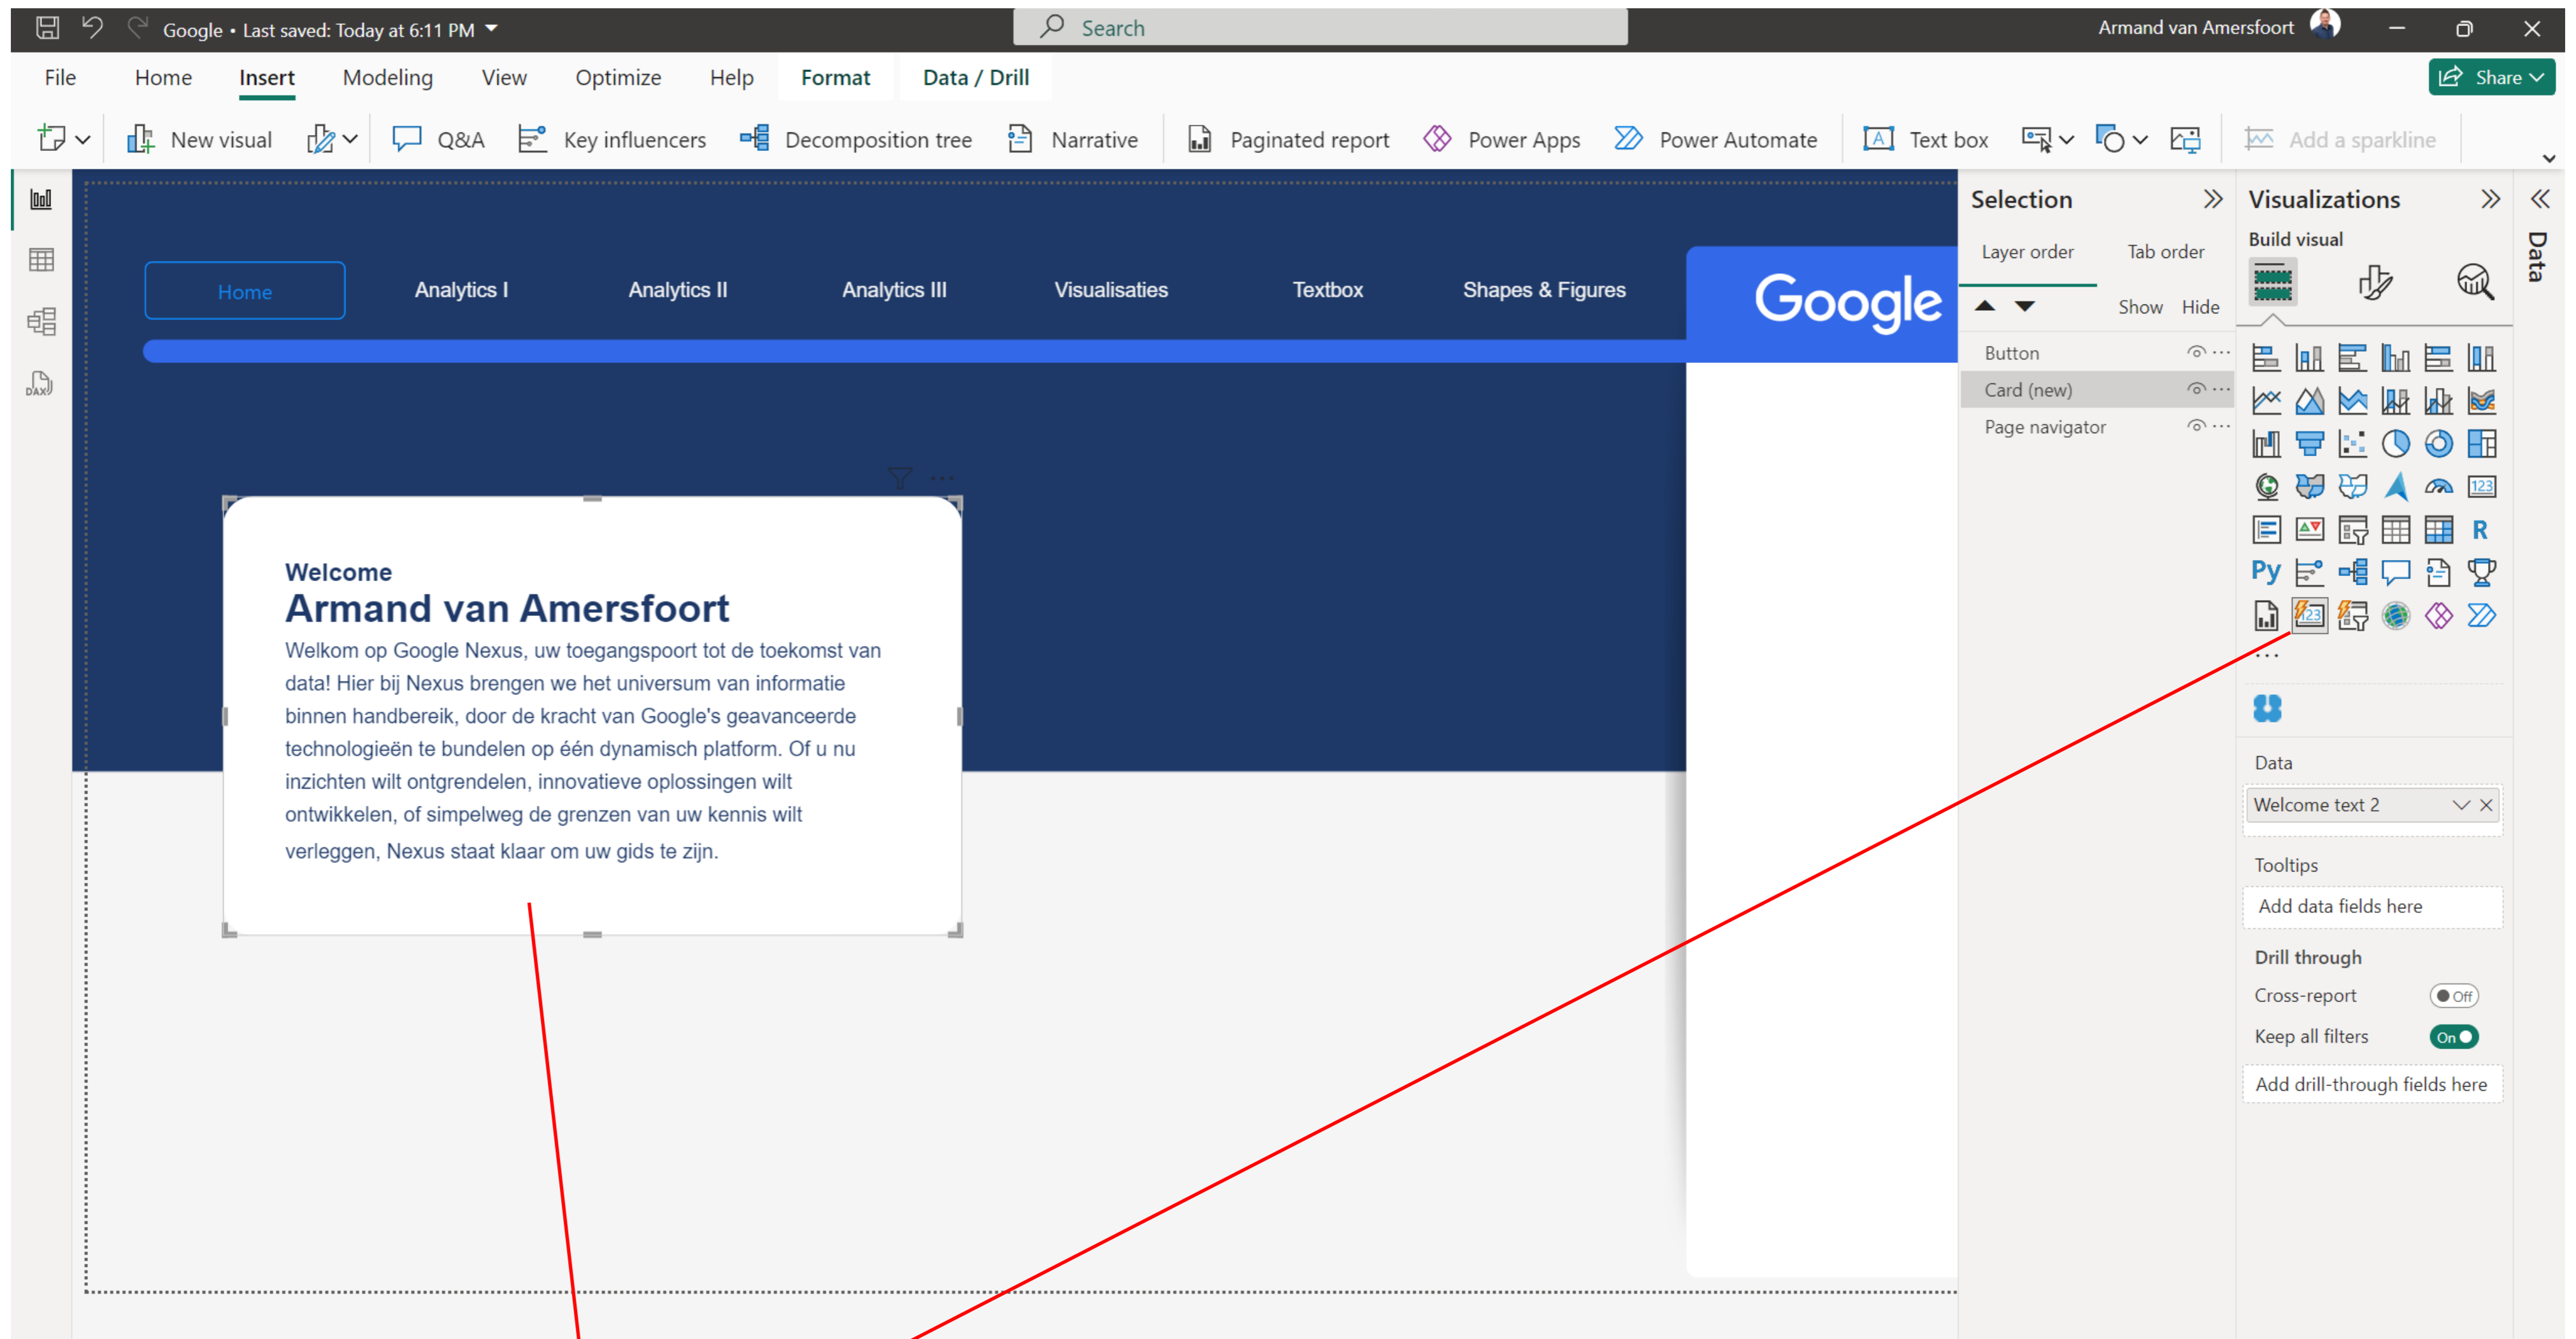 Google • Last saved: Today at 6:11 PM
Search
Armand van Amersfoort
File Home Insert Modeling View Optimize Help Format Data / Drill
Share
New visual Q&A Key influencers Decomposition tree Narrative Paginated report Power Apps Power Automate Text box Add a sparkline
Home Analytics I Analytics II Analytics III Visualisaties Textbox Shapes & Figures
Google
Welcome
Armand van Amersfoort
Welkom op Google Nexus, uw toegangspoort tot de toekomst van
data! Hier bij Nexus brengen we het universum van informatie
binnen handbereik, door de kracht van Google's geavanceerde
technologieën te bundelen op één dynamisch platform. Of u nu
inzichten wilt ontgrendelen, innovatieve oplossingen wilt
ontwikkelen, of simpelweg de grenzen van uw kennis wilt
verleggen, Nexus staat klaar om uw gids te zijn.
Selection
Layer order Tab order
Show Hide
Button
Card (new)
Page navigator
Visualizations
Build visual
123
R
Py
123
Data
Welcome text 2
Tooltips
Add data fields here
Drill through
Cross-report Off
Keep all filters On
Add drill-through fields here
Data
DAX